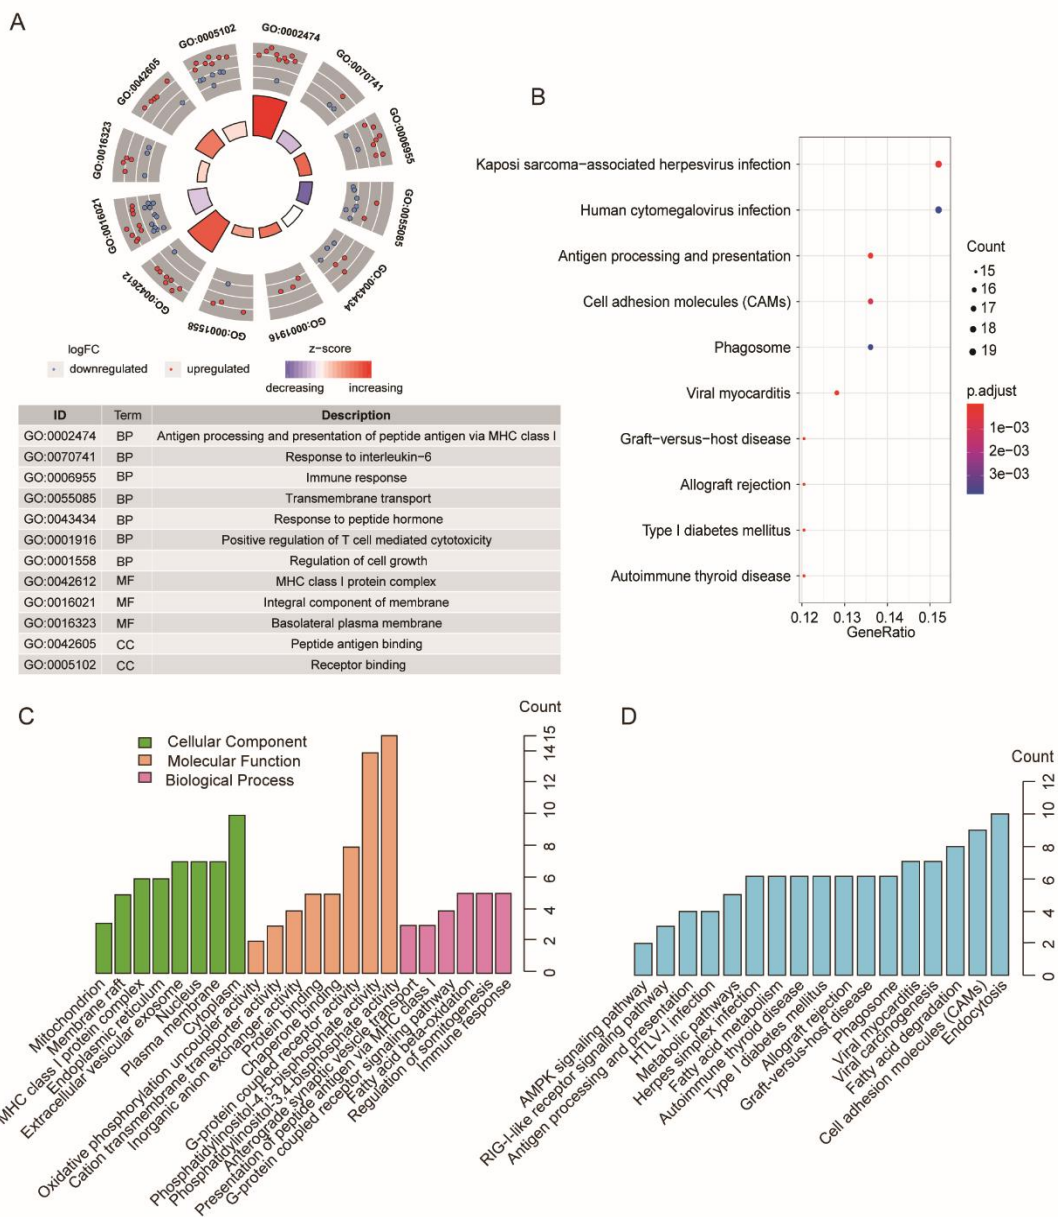 A
GO:0002474
GO:0070741
GO:0006955
GO:0055085
GO:0043434
GO:0001916
GO:0001558
GO:0042612
GO:0016021
GO:0016323
GO:0042605
GO:0005102
logFC
downregulated
upregulated
z-score
decreasing
increasing
ID Term Description
GO:0002474 BP Antigen processing and presentation of peptide antigen via MHC class I
GO:0070741 BP Response to interleukin-6
GO:0006955 BP Immune response
GO:0055085 BP Transmembrane transport
GO:0043434 BP Response to peptide hormone
GO:0001916 BP Positive regulation of T cell mediated cytotoxicity
GO:0001558 BP Regulation of cell growth
GO:0042612 MF MHC class I protein complex
GO:0016021 MF Integral component of membrane
GO:0016323 MF Basolateral plasma membrane
GO:0042605 CC Peptide antigen binding
GO:0005102 CC Receptor binding
B
Kaposi sarcoma-associated herpesvirus infection
Human cytomegalovirus infection
Antigen processing and presentation
Cell adhesion molecules (CAMs)
Phagosome
Viral myocarditis
Graft-versus-host disease
Allograft rejection
Type I diabetes mellitus
Autoimmune thyroid disease
0.12 0.13 0.14 0.15
GeneRatio
Count
15
16
17
18
19
p.adjust
1e-03
2e-03
3e-03
C
Cellular Component
Molecular Function
Biological Process
Count
15
14
12
10
8
6
4
2
0
Mitochondrion
Membrane raft
MHC class I protein complex
Endoplasmic reticulum
Extracellular vesicular exosome
Nucleus
Plasma membrane
Cytoplasm
Oxidative phosphorylation uncoupler activity
Cation transmembrane transporter activity
Inorganic anion exchanger activity
Protein binding
Chaperone binding
G-protein coupled receptor activity
Phosphatidylinositol-4,5-bisphosphate activity
Phosphatidylinositol-3,4-bisphosphate activity
Anterograde synaptic vesicle transport
Presentation of peptide antigen via MHC class I
G-protein coupled receptor signaling pathway
Fatty acid beta-oxidation
Regulation of somitogenesis
Immune response
D
Count
12
10
8
6
4
2
0
AMPK signaling pathway
RIG-I-like receptor signaling pathway
Antigen processing and presentation
HTLV-I infection
Metabolic pathways
Herpes simplex infection
Fatty acid metabolism
Autoimmune thyroid disease
Type I diabetes mellitus
Allograft rejection
Graft-versus-host disease
Phagosome
Viral myocarditis
Viral carcinogenesis
Fatty acid degradation
Cell adhesion molecules (CAMs)
Endocytosis